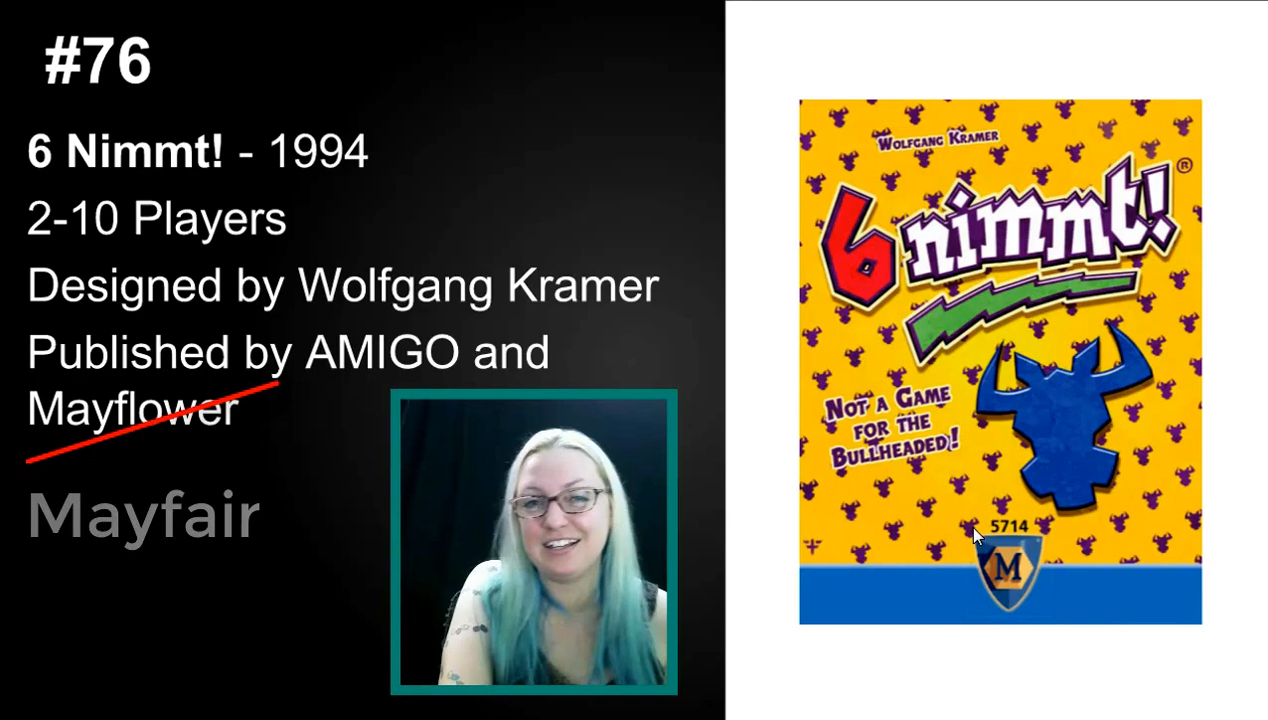 #76
6 Nimmt! - 1994
2-10 Players
Designed by Wolfgang Kramer
Published by AMIGO and
Mayflower
Mayfair
WOLFGANG KRAMER
6 nimmt!®
NOT A GAME
FOR THE
BULLHEADED!
5714
M